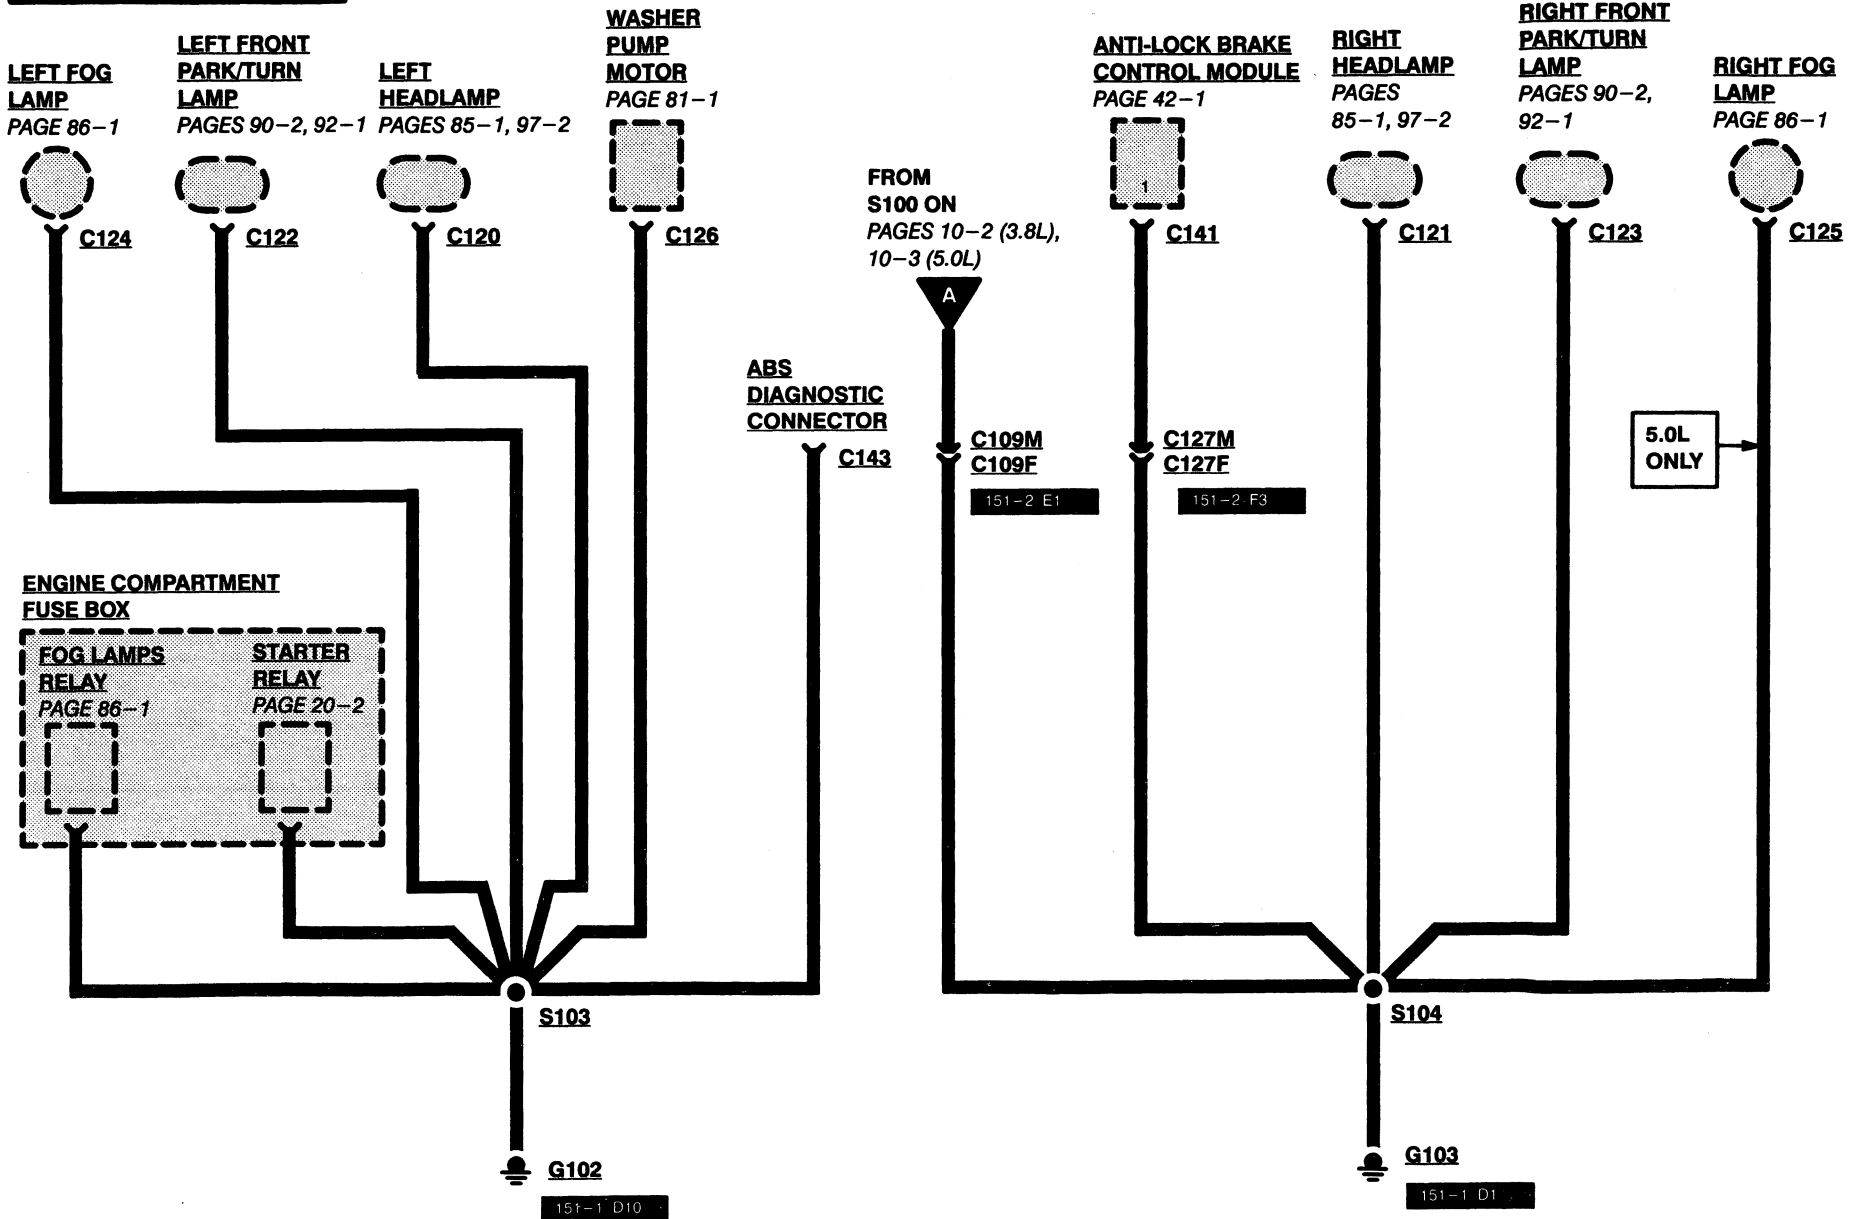 LEFT FOG
LAMP
PAGE 86-1
LEFT FRONT
PARK/TURN
LAMP
PAGES 90-2, 92-1
LEFT
HEADLAMP
PAGES 85-1, 97-2
WASHER
PUMP
MOTOR
PAGE 81-1
C124
C122
C120
C126
ABS
DIAGNOSTIC
CONNECTOR
C143
FROM
S100 ON
PAGES 10-2 (3.8L),
10-3 (5.0L)
A
C109M
C109F
151-2 E1
ANTI-LOCK BRAKE
CONTROL MODULE
PAGE 42-1
1
C141
C127M
C127F
151-2 F3
RIGHT
HEADLAMP
PAGES
85-1, 97-2
C121
RIGHT FRONT
PARK/TURN
LAMP
PAGES 90-2,
92-1
C123
RIGHT FOG
LAMP
PAGE 86-1
C125
5.0L
ONLY
ENGINE COMPARTMENT
FUSE BOX
FOG LAMPS
RELAY
PAGE 86-1
STARTER
RELAY
PAGE 20-2
S103
G102
151-1 D10
S104
G103
151-1 D1